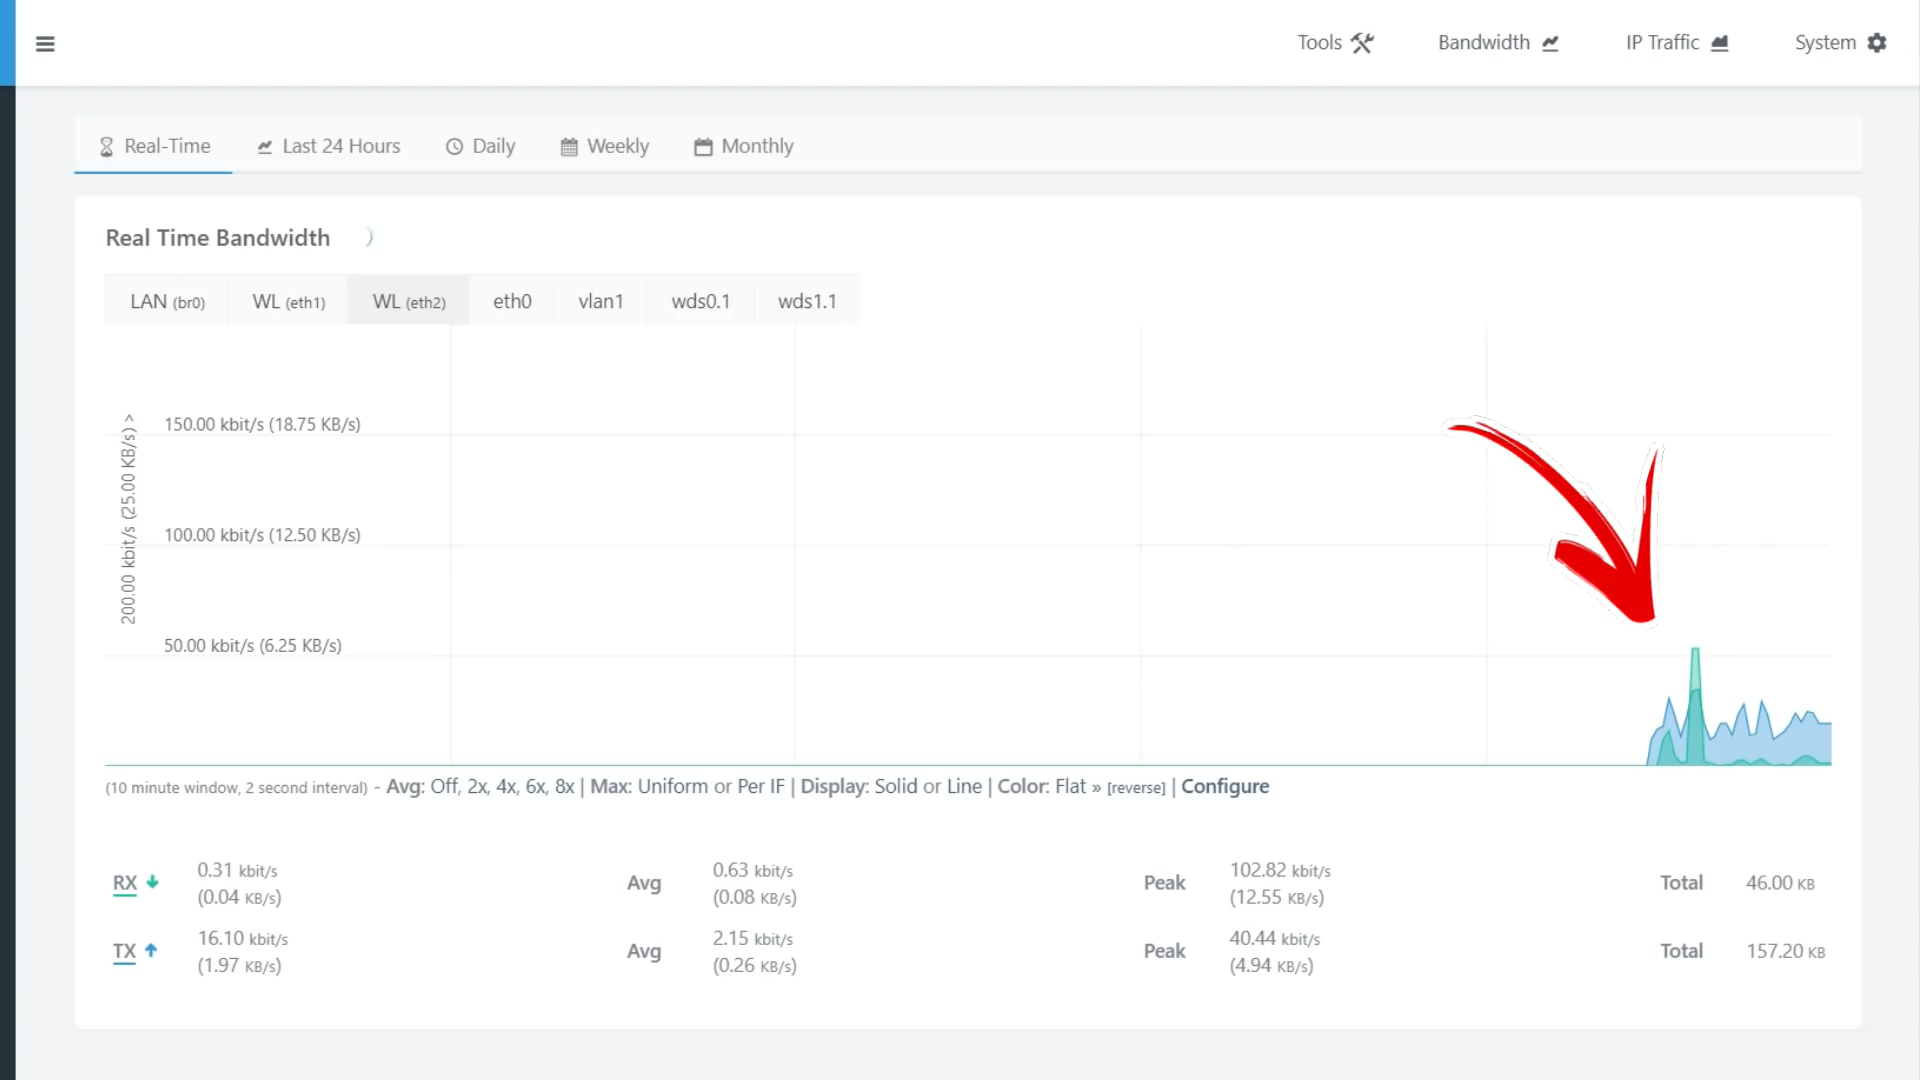 Tools Bandwidth IP Traffic System
Real-Time Last 24 Hours Daily Weekly Monthly
Real Time Bandwidth
LAN (br0) WL (eth1) WL (eth2) eth0 vlan1 wds0.1 wds1.1
200.00 kbit/s (25.00 KB/s) >
150.00 kbit/s (18.75 KB/s)
100.00 kbit/s (12.50 KB/s)
50.00 kbit/s (6.25 KB/s)
(10 minute window, 2 second interval) - Avg: Off, 2x, 4x, 6x, 8x | Max: Uniform or Per IF | Display: Solid or Line | Color: Flat » [reverse] | Configure
RX 0.31 kbit/s Avg 0.63 kbit/s Peak 102.82 kbit/s Total 46.00 KB
(0.04 KB/s) (0.08 KB/s) (12.55 KB/s)
TX 16.10 kbit/s Avg 2.15 kbit/s Peak 40.44 kbit/s Total 157.20 KB
(1.97 KB/s) (0.26 KB/s) (4.94 KB/s)